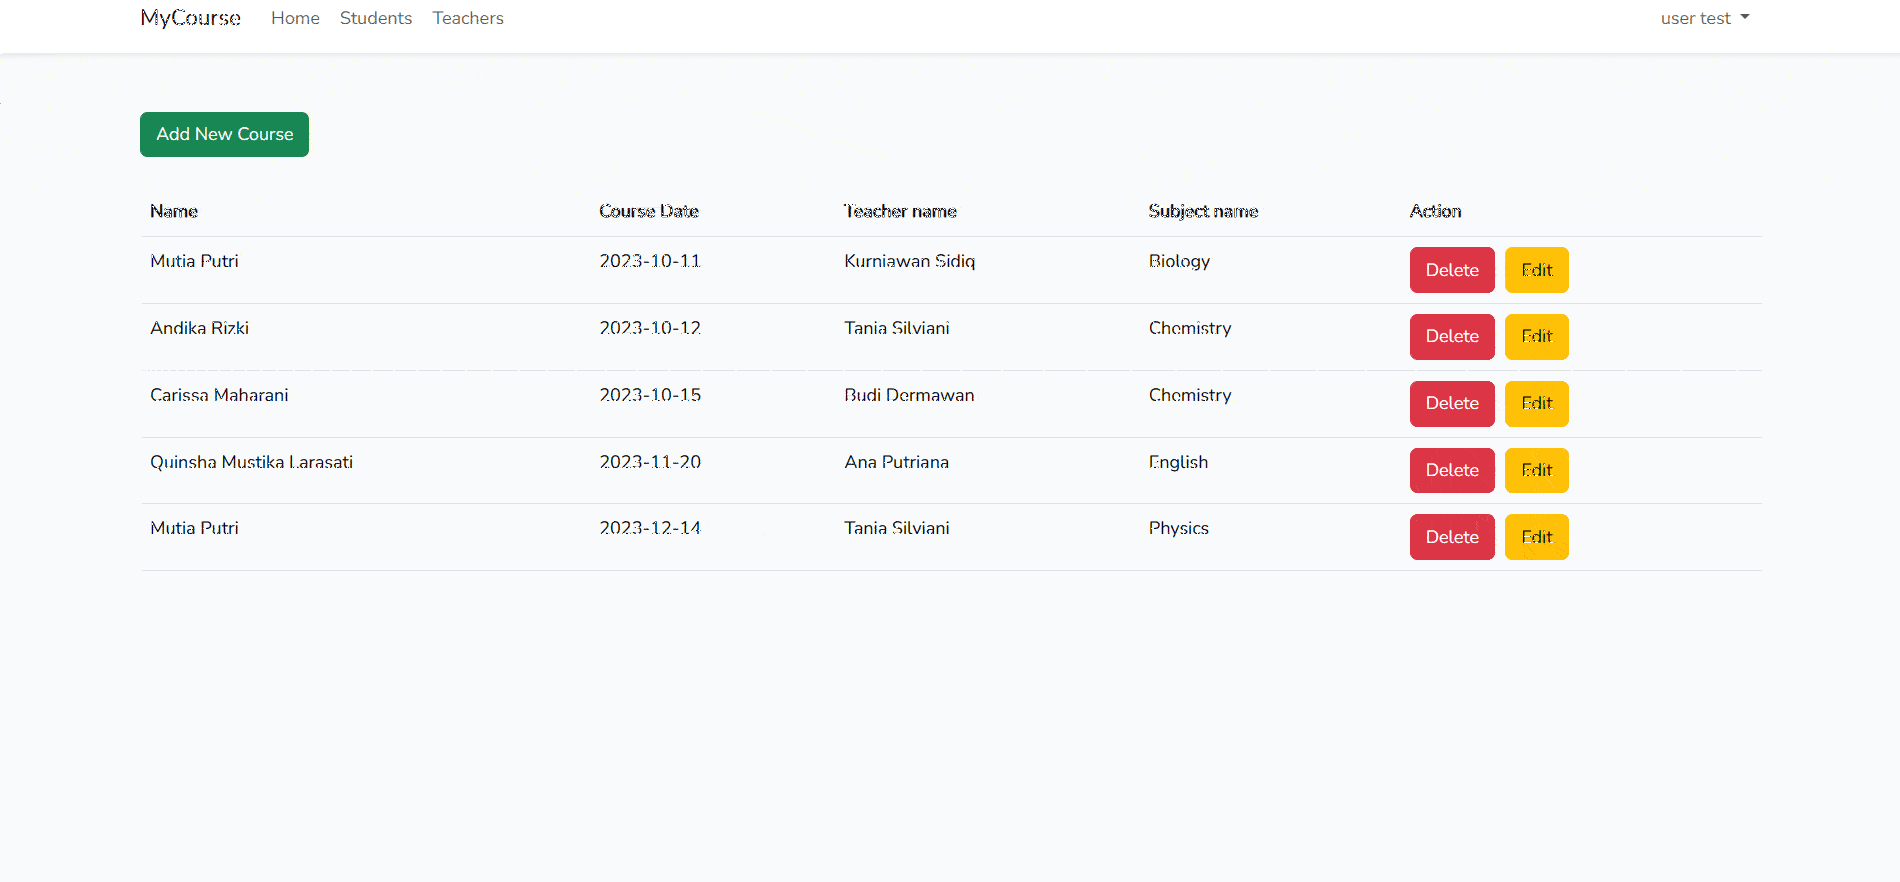 MyCourse Home Students Teachers user test
Add New Course
Name Course Date Teacher name Subject name Action
Mutia Putri 2023-10-11 Kurniawan Sidiq Biology Delete Edit
Andika Rizki 2023-10-12 Tania Silviani Chemistry Delete Edit
Carissa Maharani 2023-10-15 Budi Dermawan Chemistry Delete Edit
Quinsha Mustika Larasati 2023-11-20 Ana Putriana English Delete Edit
Mutia Putri 2023-12-14 Tania Silviani Physics Delete Edit